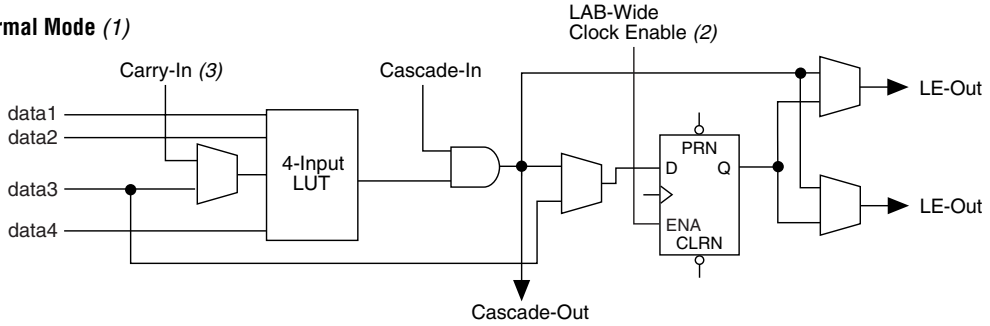 rmal Mode (1)
LAB-Wide
Clock Enable (2)
Carry-In (3)
Cascade-In
data1
data2
data3
data4
4-Input
LUT
PRN
D
Q
ENA
CLRN
LE-Out
LE-Out
Cascade-Out